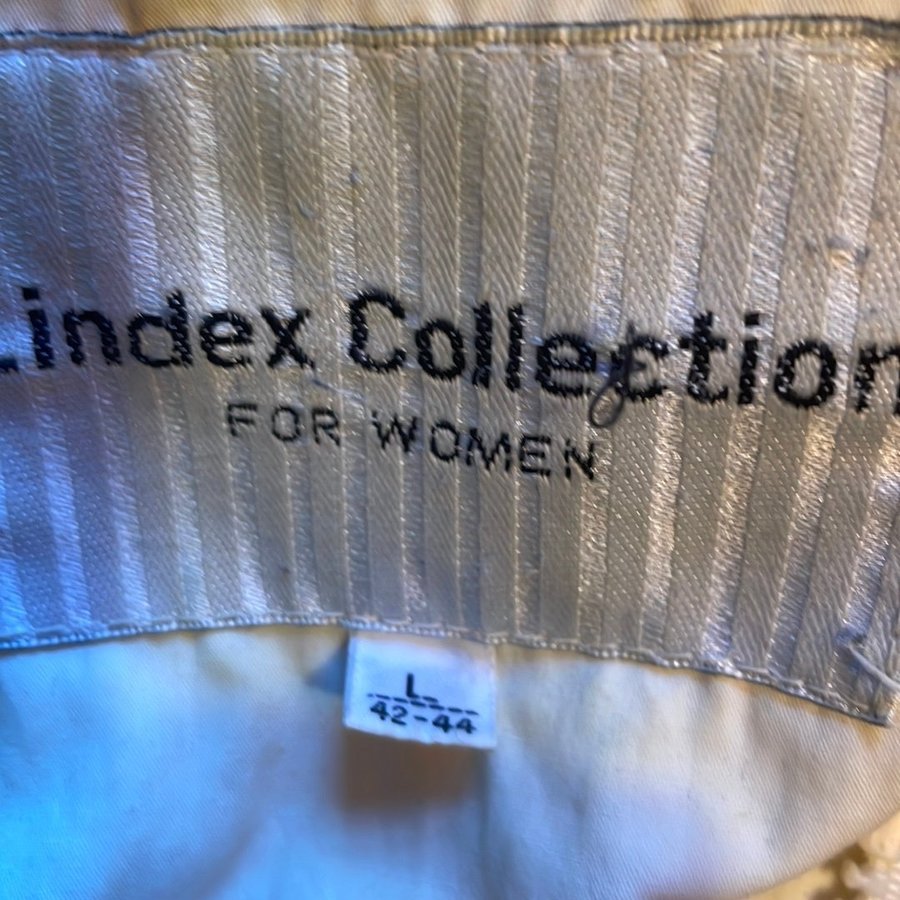 Lindex Collection
FOR WOMEN
L
42-44